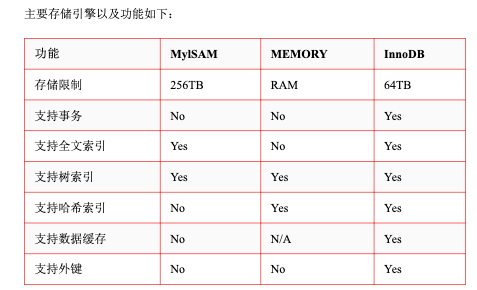 主要存储引擎以及功能如下：
功能 MylSAM MEMORY InnoDB
存储限制 256TB RAM 64TB
支持事务 No No Yes
支持全文索引 Yes No Yes
支持树索引 Yes Yes Yes
支持哈希索引 No Yes Yes
支持数据缓存 No N/A Yes
支持外键 No No Yes